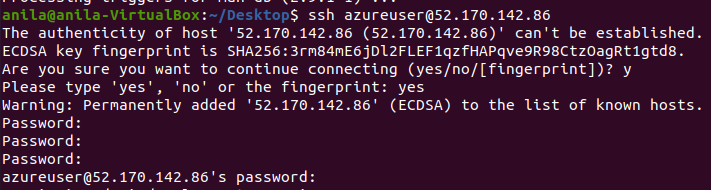 anila@anila-VirtualBox:~/Desktop$ ssh azureuser@52.170.142.86
The authenticity of host '52.170.142.86 (52.170.142.86)' can't be established.
ECDSA key fingerprint is SHA256:3rm84mE6jDl2FLEF1qzfHAPqve9R98CtzOagRt1gtd8.
Are you sure you want to continue connecting (yes/no/[fingerprint])? y
Please type 'yes', 'no' or the fingerprint: yes
Warning: Permanently added '52.170.142.86' (ECDSA) to the list of known hosts.
Password:
Password:
Password:
azureuser@52.170.142.86's password: